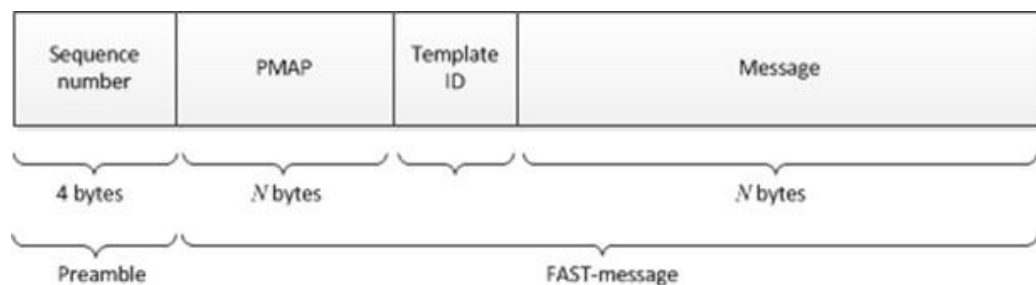 Sequence number
PMAP
Template ID
Message
4 bytes
N bytes
N bytes
Preamble
FAST-message